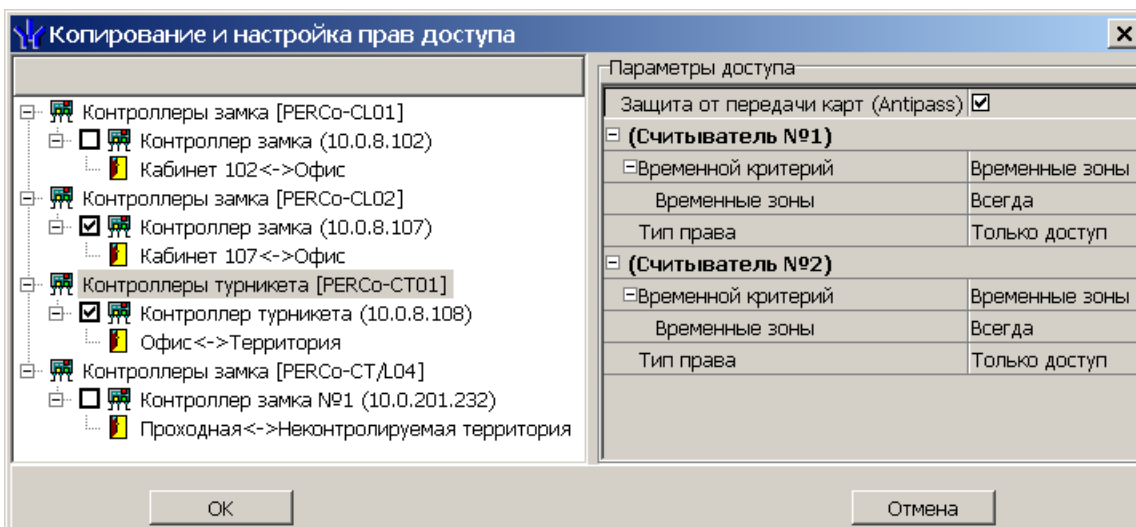 Копирование и настройка прав доступа
Контроллеры замка [PERCo-CL01]
Контроллер замка (10.0.8.102)
Кабинет 102<->Офис
Контроллеры замка [PERCo-CL02]
Контроллер замка (10.0.8.107)
Кабинет 107<->Офис
Контроллеры турникета [PERCo-CT01]
Контроллер турникета (10.0.8.108)
Офис<->Территория
Контроллеры замка [PERCo-CT/L04]
Контроллер замка №1 (10.0.201.232)
Проходная<->Неконтролируемая территория
Параметры доступа
Защита от передачи карт (Antipass)
(Считыватель №1)
Временной критерий Временные зоны
Временные зоны Всегда
Тип права Только доступ
(Считыватель №2)
Временной критерий Временные зоны
Временные зоны Всегда
Тип права Только доступ
OK Отмена